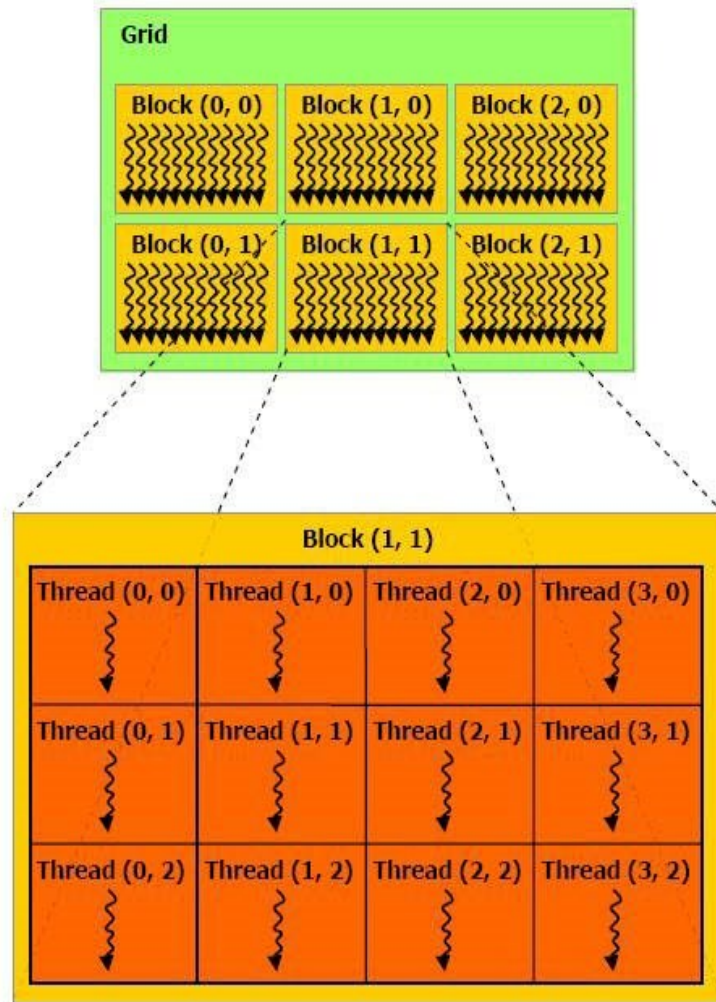 Grid
Block (0, 0) Block (1, 0) Block (2, 0)
Block (0, 1) Block (1, 1) Block (2, 1)
Block (1, 1)
Thread (0, 0) Thread (1, 0) Thread (2, 0) Thread (3, 0)
Thread (0, 1) Thread (1, 1) Thread (2, 1) Thread (3, 1)
Thread (0, 2) Thread (1, 2) Thread (2, 2) Thread (3, 2)